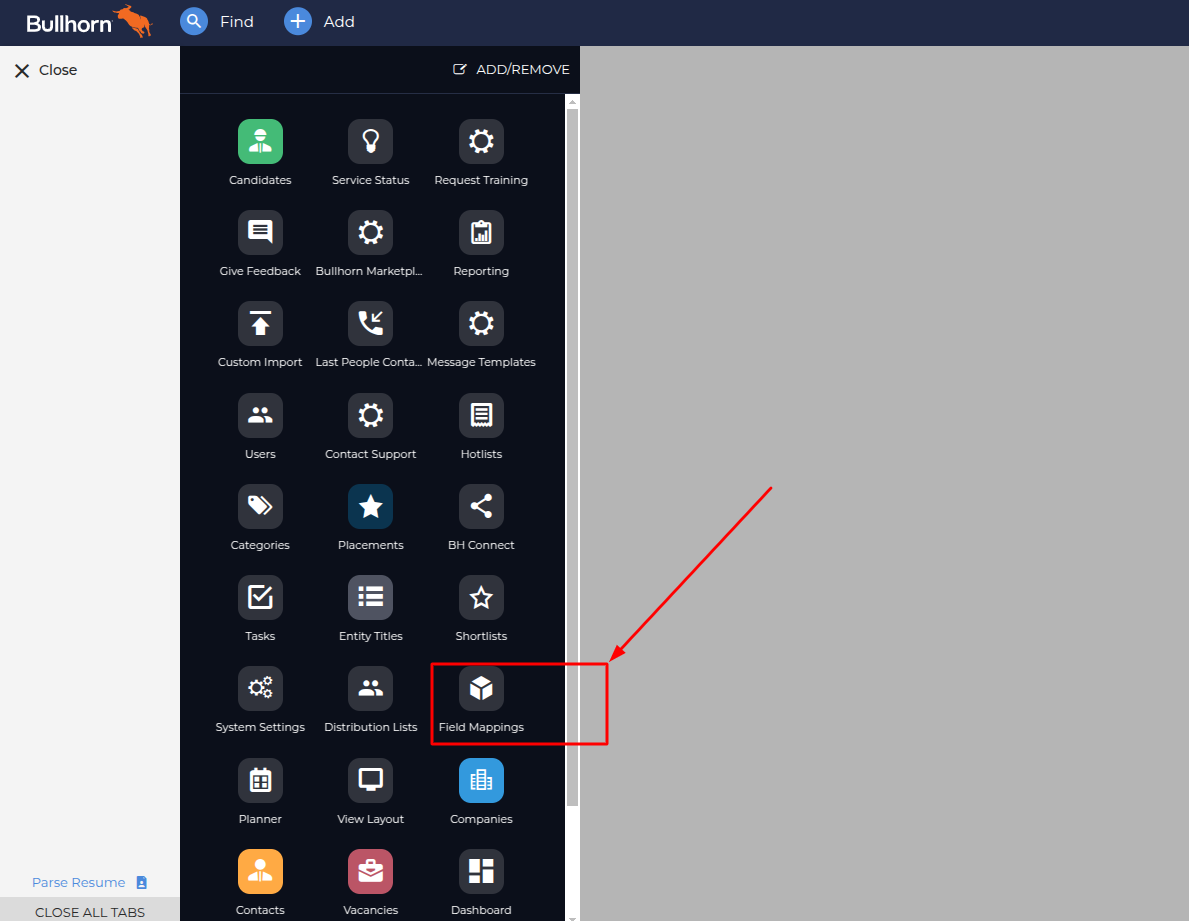 Bullhorn Find Add
Close
ADD/REMOVE
Candidates Service Status Request Training
Give Feedback Bullhorn Marketpl... Reporting
Custom Import Last People Conta... Message Templates
Users Contact Support Hotlists
Categories Placements BH Connect
Tasks Entity Titles Shortlists
System Settings Distribution Lists Field Mappings
Planner View Layout Companies
Contacts Vacancies Dashboard
Parse Resume
CLOSE ALL TABS